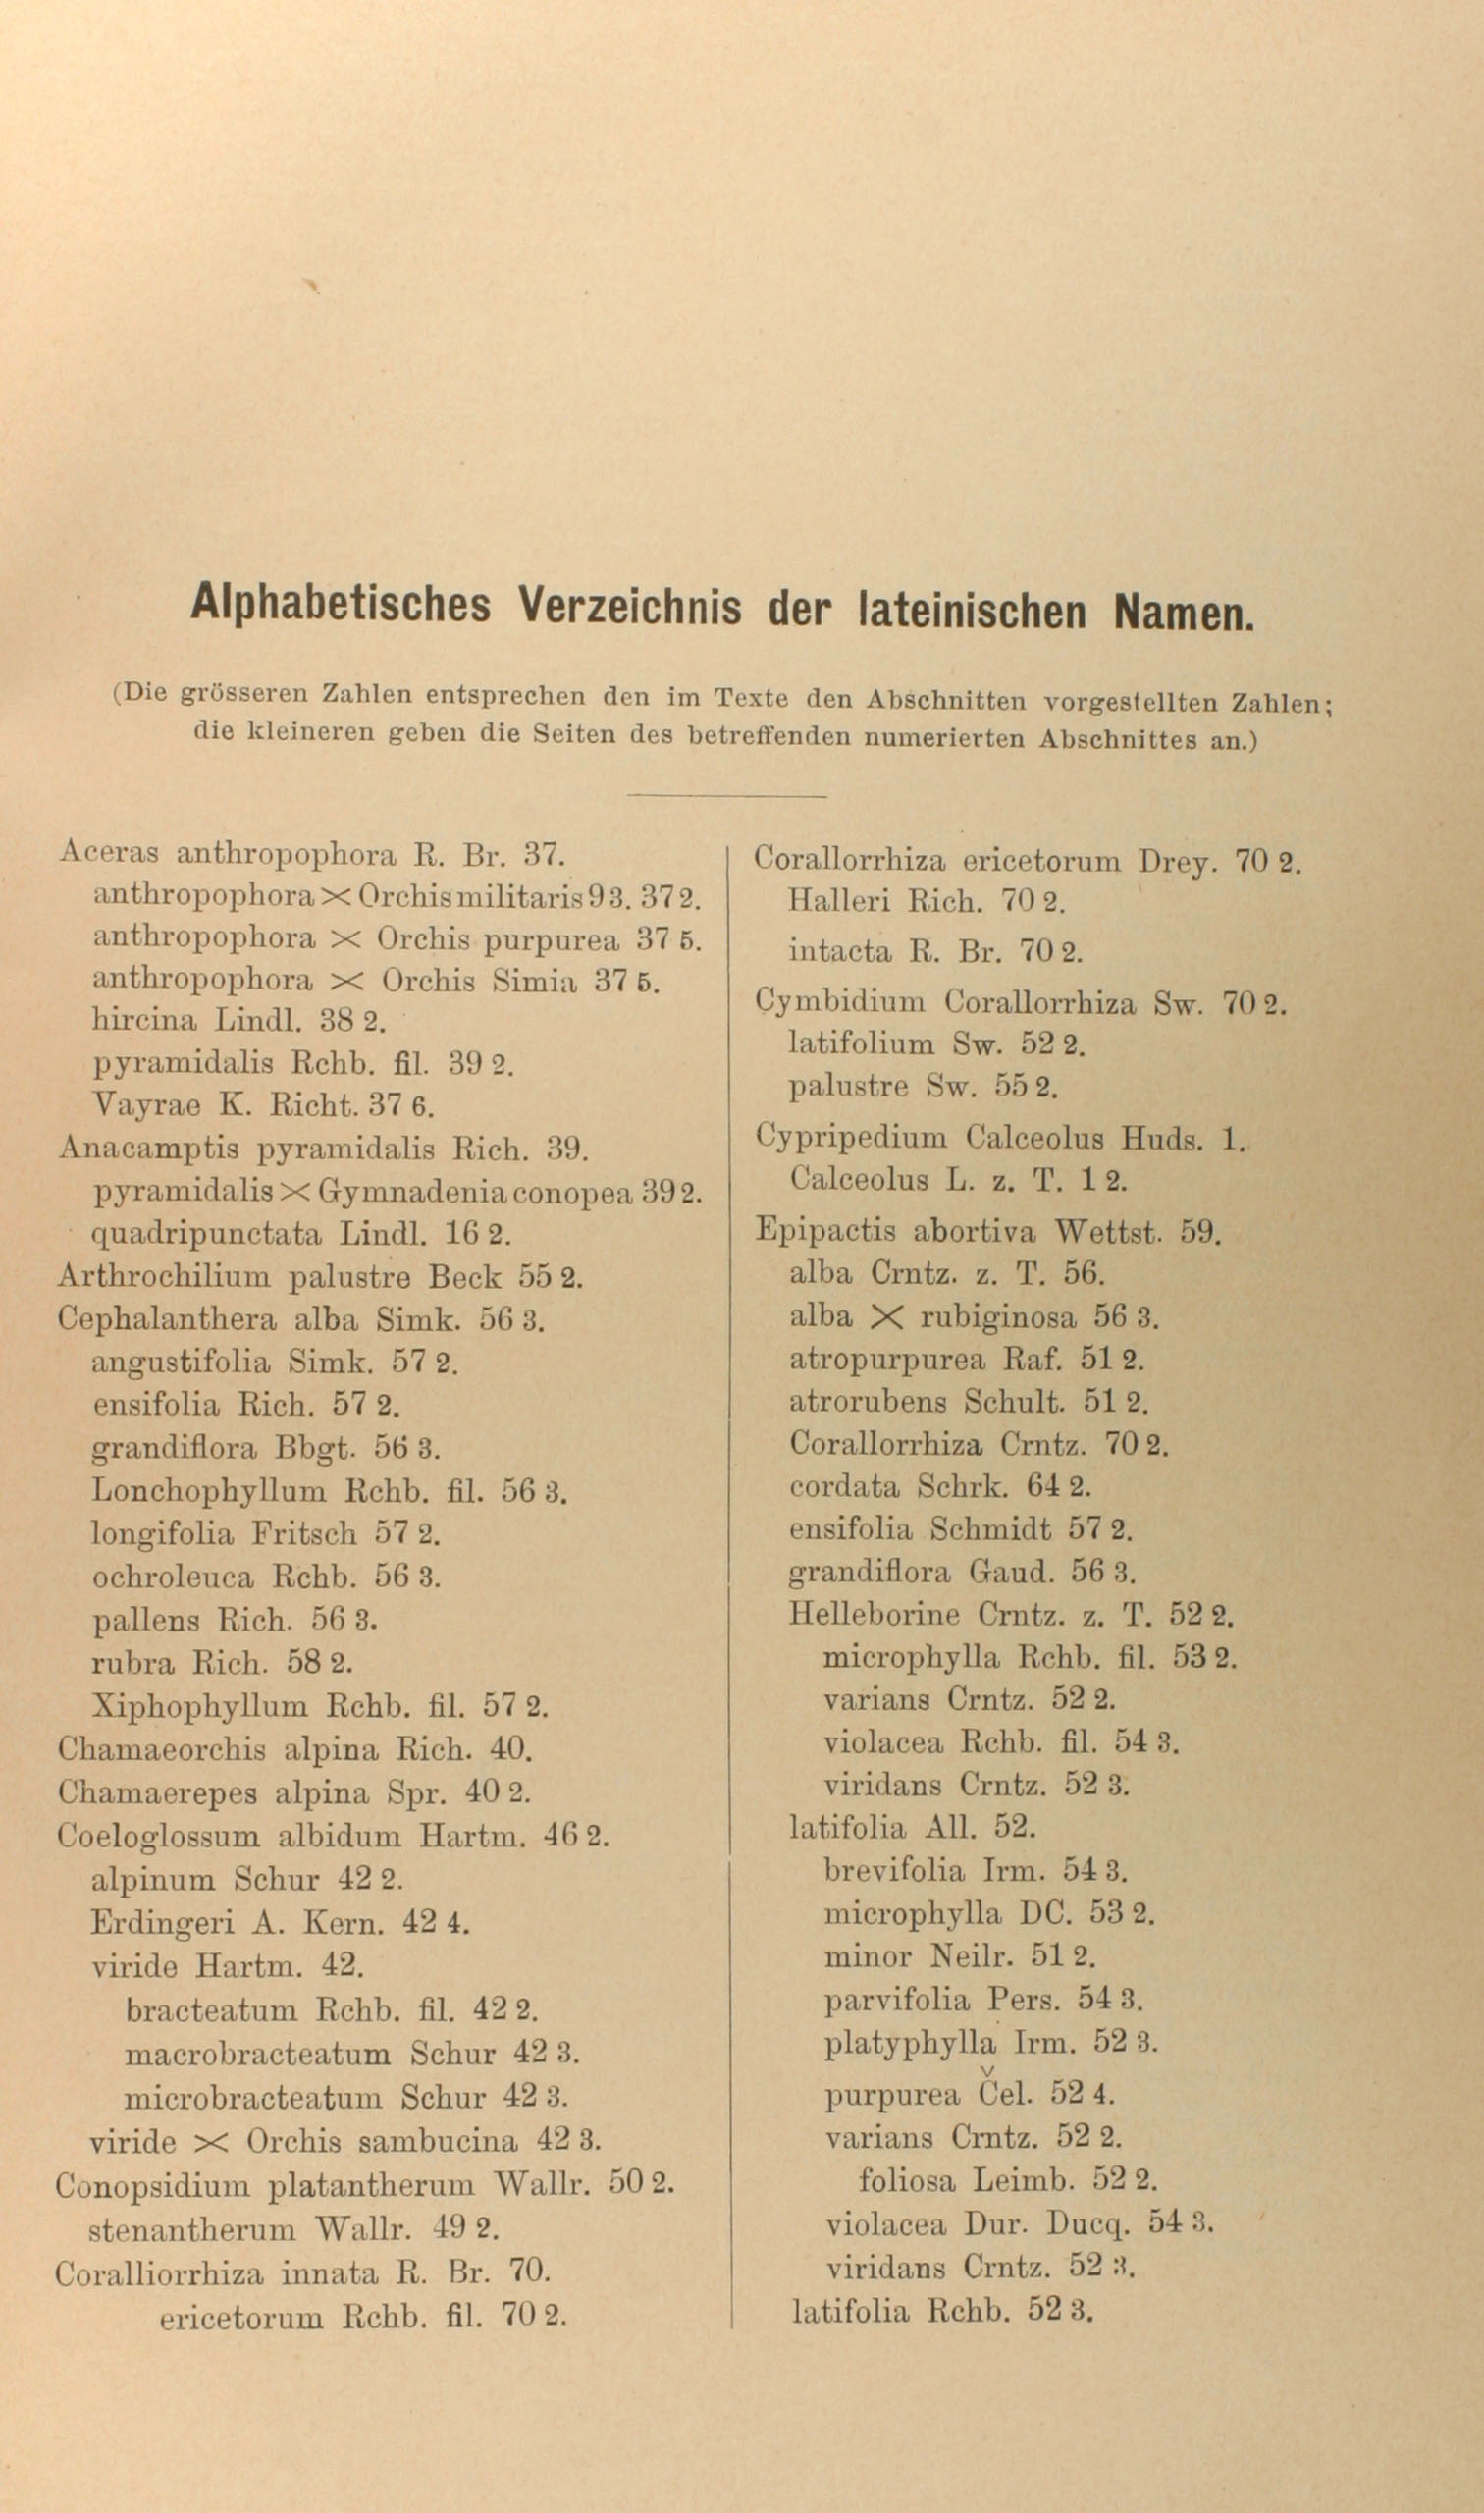 Alphabetisches Verzeichnis der lateinischen Namen.
(Die grösseren Zahlen entsprechen den im Texte den Abschnitten vorgestellten Zahlen;
die kleineren geben die Seiten des betreffenden numerierten Abschnittes an.)
Aceras anthropophora R. Br. 37.
anthropophora × Orchis militaris 9 3. 37 2.
anthropophora × Orchis purpurea 37 5.
anthropophora × Orchis Simia 37 5.
hircina Lindl. 38 2.
pyramidalis Rchb. fil. 39 2.
Vayrae K. Richt. 37 6.
Anacamptis pyramidalis Rich. 39.
pyramidalis × Gymnadenia conopea 39 2.
quadripunctata Lindl. 16 2.
Arthrochilium palustre Beck 55 2.
Cephalanthera alba Simk. 56 3.
angustifolia Simk. 57 2.
ensifolia Rich. 57 2.
grandiflora Bbgt. 56 3.
Lonchophyllum Rchb. fil. 56 3.
longifolia Fritsch 57 2.
ochroleuca Rchb. 56 3.
pallens Rich. 56 3.
rubra Rich. 58 2.
Xiphophyllum Rchb. fil. 57 2.
Chamaeorchis alpina Rich. 40.
Chamaerepes alpina Spr. 40 2.
Coeloglossum albidum Hartm. 46 2.
alpinum Schur 42 2.
Erdingeri A. Kern. 42 4.
viride Hartm. 42.
bracteatum Rchb. fil. 42 2.
macrobracteatum Schur 42 3.
microbracteatum Schur 42 3.
viride × Orchis sambucina 42 3.
Conopsidium platantherum Wallr. 50 2.
stenantherum Wallr. 49 2.
Coralliorrhiza innata R. Br. 70.
ericetorum Rchb. fil. 70 2.
Corallorrhiza ericetorum Drey. 70 2.
Halleri Rich. 70 2.
intacta R. Br. 70 2.
Cymbidium Corallorrhiza Sw. 70 2.
latifolium Sw. 52 2.
palustre Sw. 55 2.
Cypripedium Calceolus Huds. 1.
Calceolus L. z. T. 1 2.
Epipactis abortiva Wettst. 59.
alba Crntz. z. T. 56.
alba × rubiginosa 56 3.
atropurpurea Raf. 51 2.
atrorubens Schult. 51 2.
Corallorrhiza Crntz. 70 2.
cordata Schrk. 64 2.
ensifolia Schmidt 57 2.
grandiflora Gaud. 56 3.
Helleborine Crntz. z. T. 52 2.
microphylla Rchb. fil. 53 2.
varians Crntz. 52 2.
violacea Rchb. fil. 54 3.
viridans Crntz. 52 3.
latifolia All. 52.
brevifolia Irm. 54 3.
microphylla DC. 53 2.
minor Neilr. 51 2.
parvifolia Pers. 54 3.
platyphylla Irm. 52 3.
purpurea Čel. 52 4.
varians Crntz. 52 2.
foliosa Leimb. 52 2.
violacea Dur. Ducq. 54 3.
viridans Crntz. 52 3.
latifolia Rchb. 52 3.